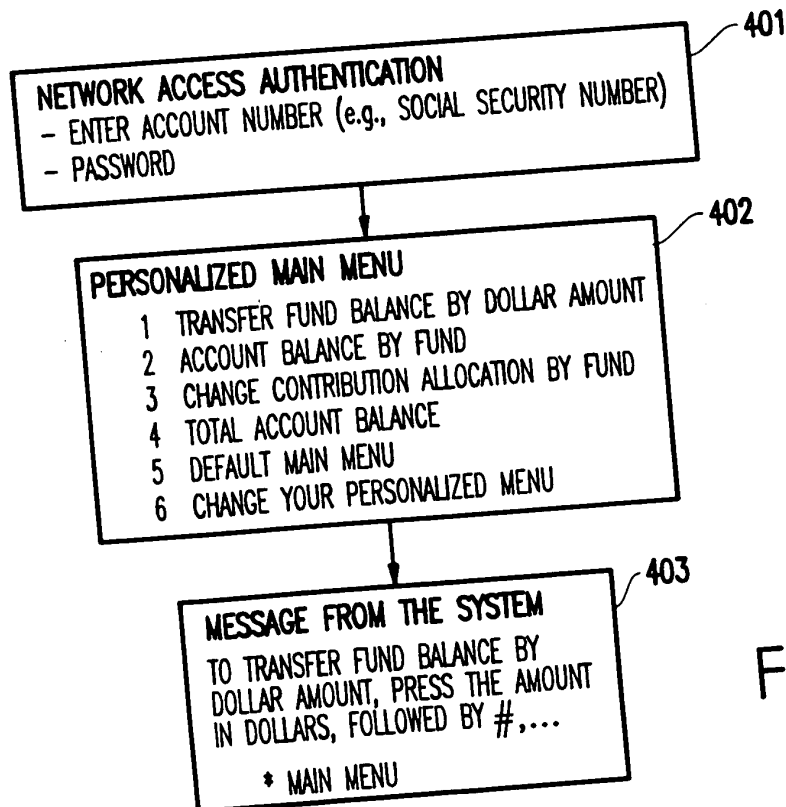 401
NETWORK ACCESS AUTHENTICATION
- ENTER ACCOUNT NUMBER (e.g., SOCIAL SECURITY NUMBER)
- PASSWORD
402
PERSONALIZED MAIN MENU
1 TRANSFER FUND BALANCE BY DOLLAR AMOUNT
2 ACCOUNT BALANCE BY FUND
3 CHANGE CONTRIBUTION ALLOCATION BY FUND
4 TOTAL ACCOUNT BALANCE
5 DEFAULT MAIN MENU
6 CHANGE YOUR PERSONALIZED MENU
403
MESSAGE FROM THE SYSTEM
TO TRANSFER FUND BALANCE BY
DOLLAR AMOUNT, PRESS THE AMOUNT
IN DOLLARS, FOLLOWED BY #,...
* MAIN MENU
F